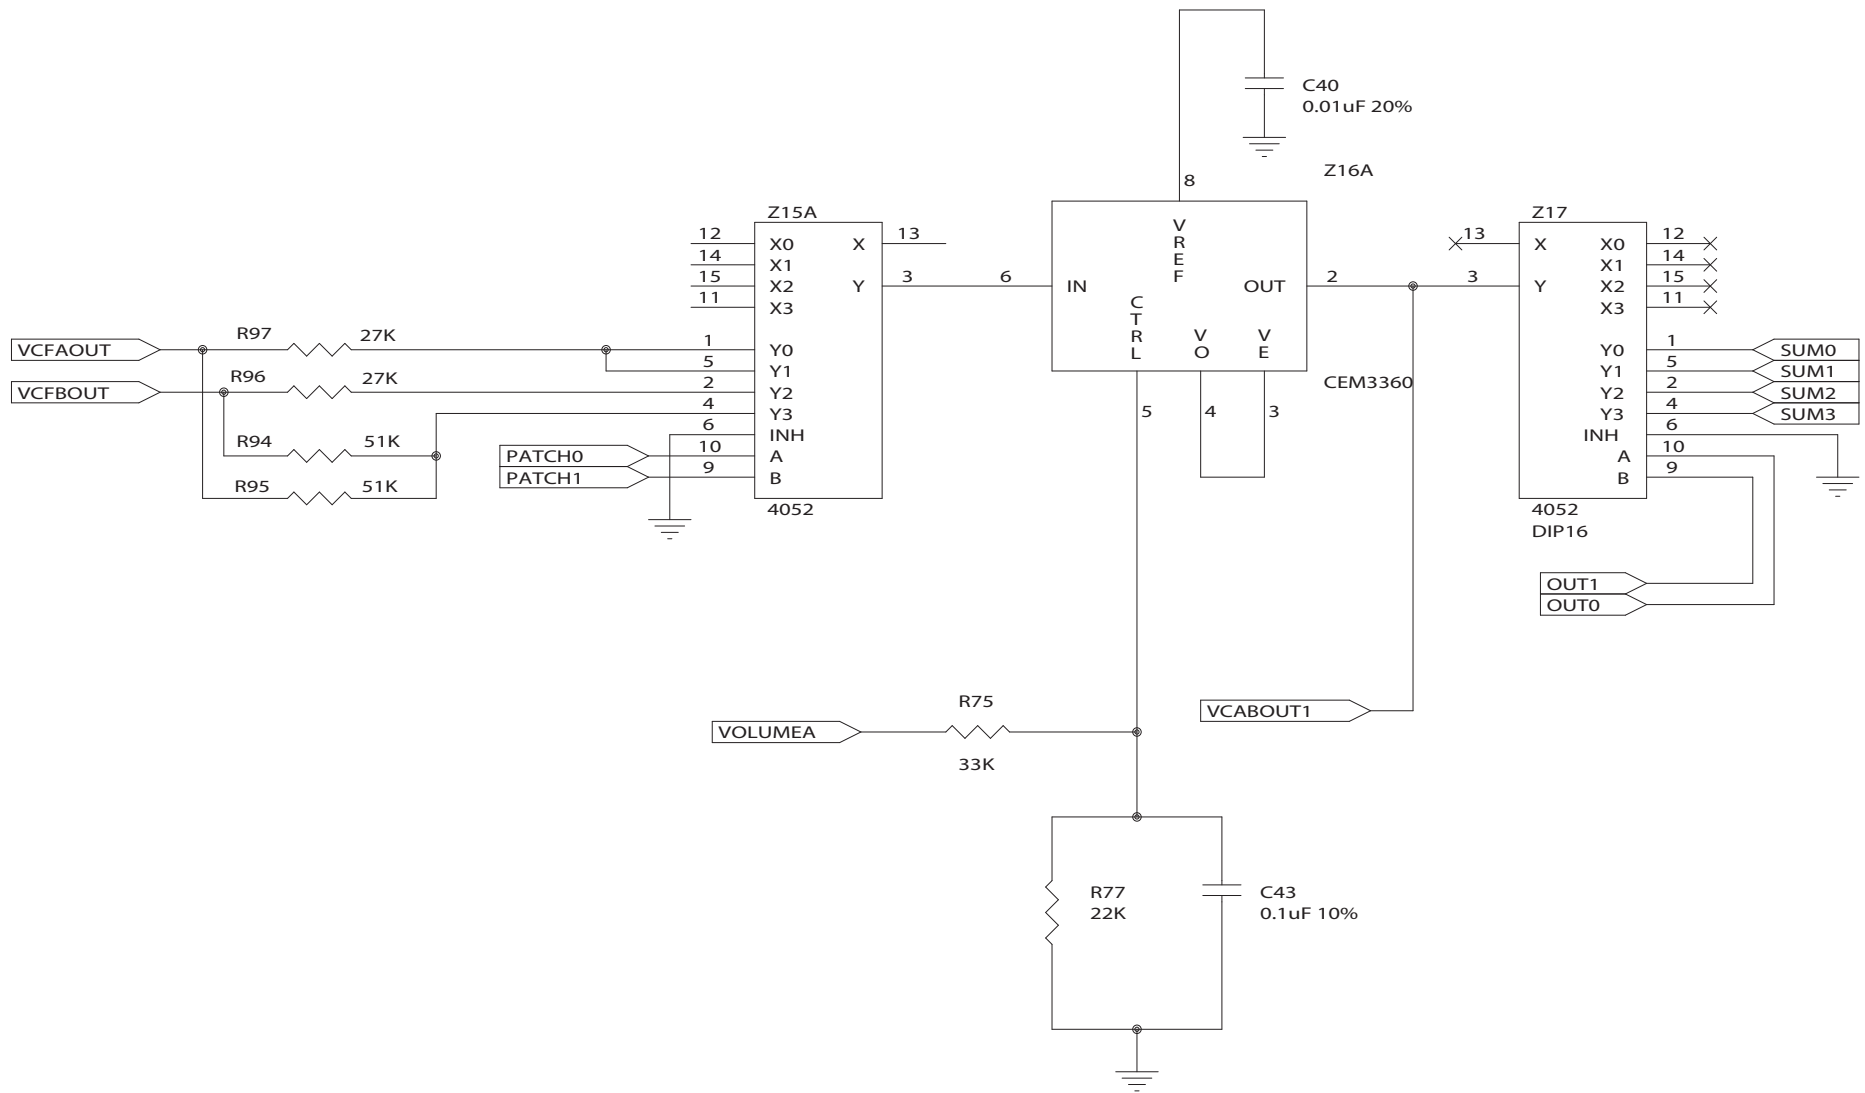 C40
0.01uF 20%
Z16A
8
Z15A
Z17
12 X0 X 13
14 X1
15 X2 Y 3
11 X3
6 IN
VREF
OUT 2
CTRL
VO
VE
CEM3360
5
4
3
13 X X0 12
X1 14
3 Y X2 15
X3 11
VCFAOUT
R97 27K
1 Y0
5 Y1
VCFBOUT
R96 27K
2 Y2
4 Y3
R94 51K
6 INH
PATCH0 10 A
R95 51K
PATCH1 9 B
4052
Y0 1 SUM0
Y1 5 SUM1
Y2 2 SUM2
Y3 4 SUM3
INH 6
A 10
B 9
4052
DIP16
OUT1
OUT0
R75
VOLUMEA
33K
VCABOUT1
R77
22K
C43
0.1uF 10%